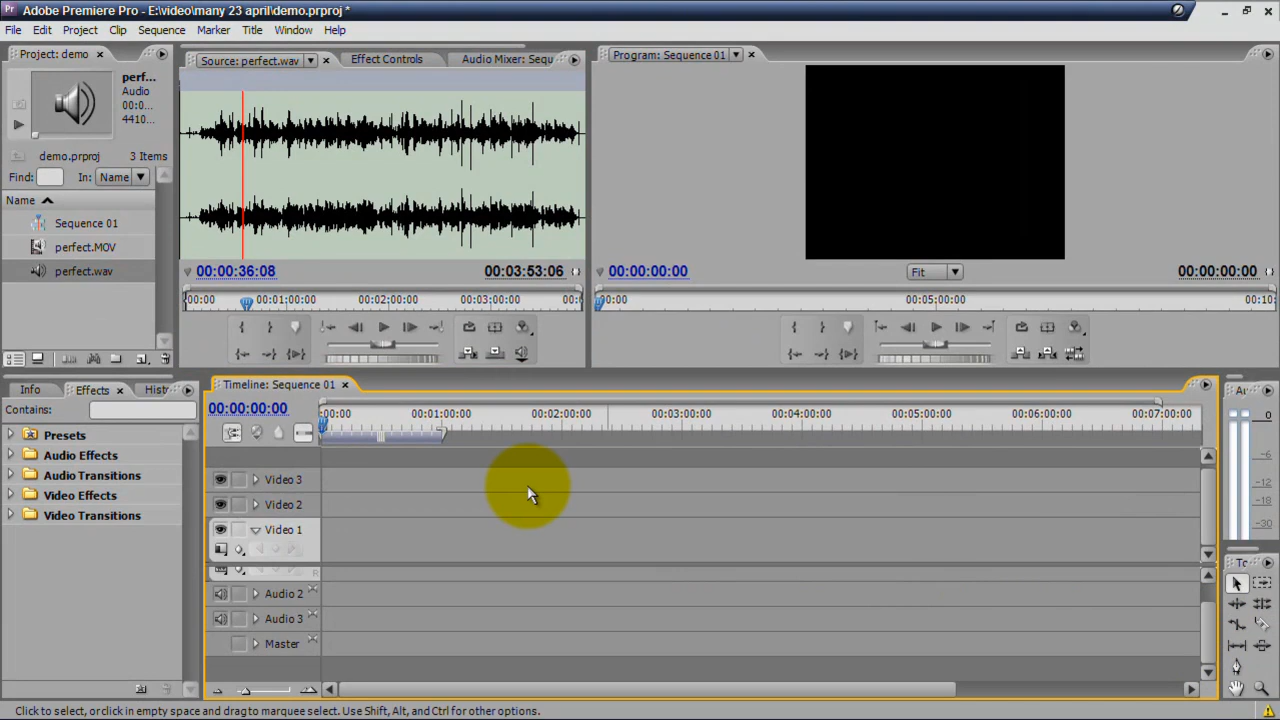 Adobe Premiere Pro - E:\video\many 23 april\demo.prproj *
File Edit Project Clip Sequence Marker Title Window Help
Project: demo
perf...
Audio
00:0...
4410...
demo.prproj 3 Items
Find: In: Name
Name
Sequence 01
perfect.MOV
perfect.wav
Source: perfect.wav Effect Controls Audio Mixer: Sequ
00:00:36:08 00:03:53:06
00:00 00:01:00:00 00:02:00:00 00:03:00:00 00:0
Program: Sequence 01
00:00:00:00 Fit 00:00:00:00
00:00 00:05:00:00 00:10:
Info Effects Hist
Contains:
Presets
Audio Effects
Audio Transitions
Video Effects
Video Transitions
Timeline: Sequence 01
00:00:00:00
:00:00 00:01:00:00 00:02:00:00 00:03:00:00 00:04:00:00 00:05:00:00 00:06:00:00 00:07:00:00
Video 3
Video 2
Video 1
Audio 2
Audio 3
Master
Au
0
-6
-12
-18
-30
To
Click to select, or click in empty space and drag to marquee select. Use Shift, Alt, and Ctrl for other options.